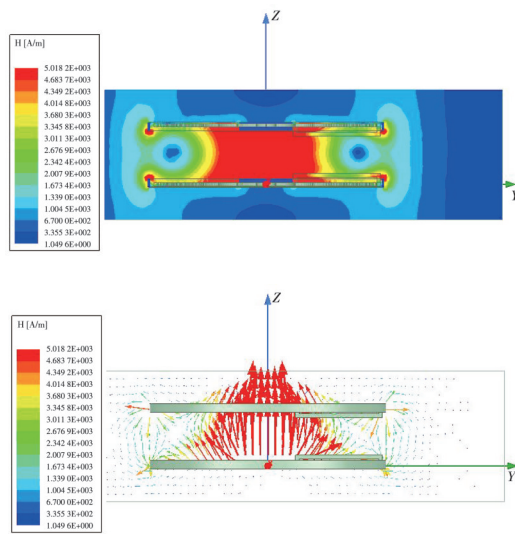 Z
H [A/m]
5.018 2E+003
4.683 7E+003
4.349 2E+003
4.014 8E+003
3.680 3E+003
3.345 8E+003
3.011 3E+003
2.676 9E+003
2.342 4E+003
2.007 9E+003
1.673 4E+003
1.339 0E+003
1.004 5E+003
6.700 0E+002
3.355 3E+002
1.049 6E+000
Y
Z
H [A/m]
5.018 2E+003
4.683 7E+003
4.349 2E+003
4.014 8E+003
3.680 3E+003
3.345 8E+003
3.011 3E+003
2.676 9E+003
2.342 4E+003
2.007 9E+003
1.673 4E+003
1.339 0E+003
1.004 5E+003
6.700 0E+002
3.355 3E+002
1.049 6E+000
Y